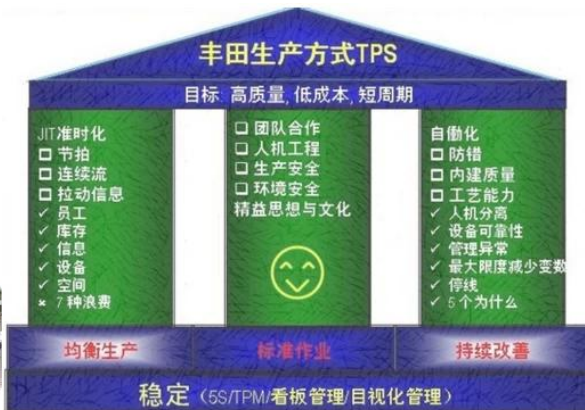 丰田生产方式TPS
目标: 高质量, 低成本, 短周期
JIT准时化
☐ 节拍
☐ 连续流
☐ 拉动信息
✓ 员工
✓ 库存
✓ 信息
✓ 设备
✓ 空间
× 7种浪费
☐ 团队合作
☐ 人机工程
☐ 生产安全
☐ 环境安全
精益思想与文化
自働化
☐ 防错
☐ 内建质量
☐ 工艺能力
✓ 人机分离
✓ 设备可靠性
✓ 管理异常
✓ 最大限度减少变数
✓ 停线
✓ 5个为什么
均衡生产
标准作业
持续改善
稳定（5S/TPM/看板管理/目视化管理）